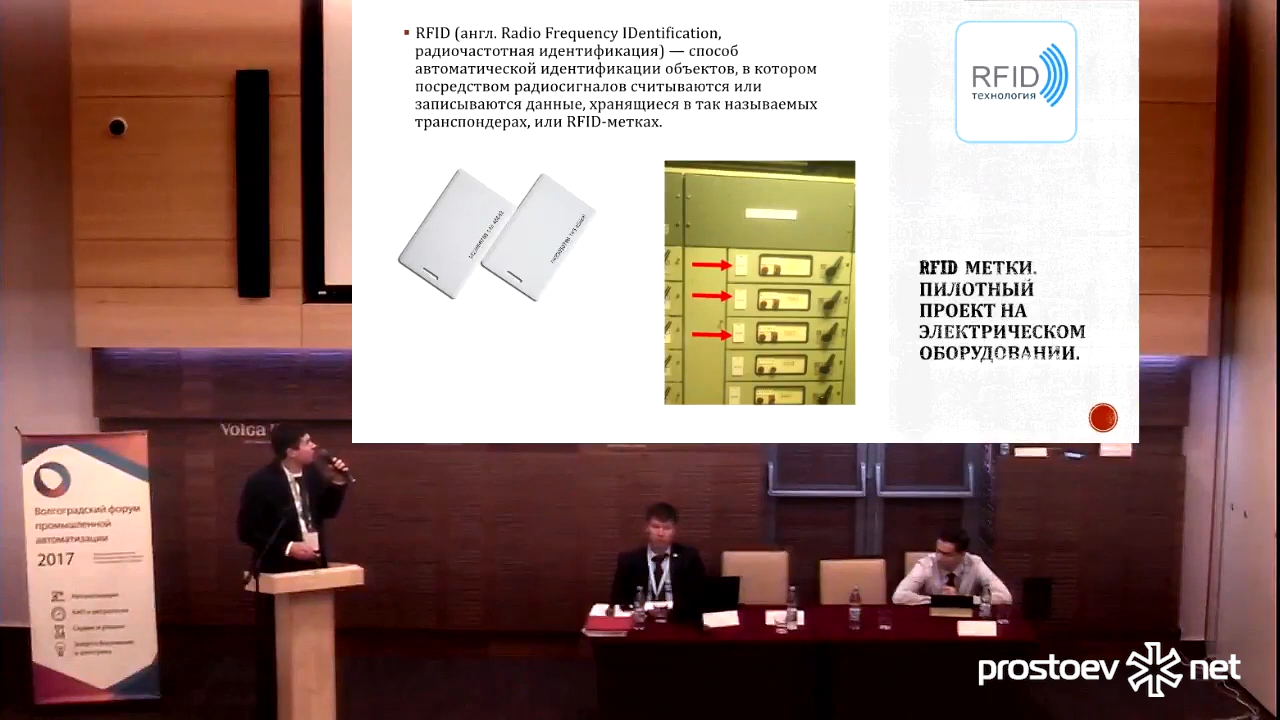 RFID (англ. Radio Frequency IDentification,
радиочастотная идентификация) — способ
автоматической идентификации объектов, в котором
посредством радиосигналов считываются или
записываются данные, хранящиеся в так называемых
транспондерах, или RFID-метках.
RFID
ТЕХНОЛОГИЯ
RFID МЕТКИ.
ПИЛОТНЫЙ
ПРОЕКТ НА
ЭЛЕКТРИЧЕСКОМ
ОБОРУДОВАНИИ.
Волгоградский форум
промышленной
автоматизации
2017
prostoev net